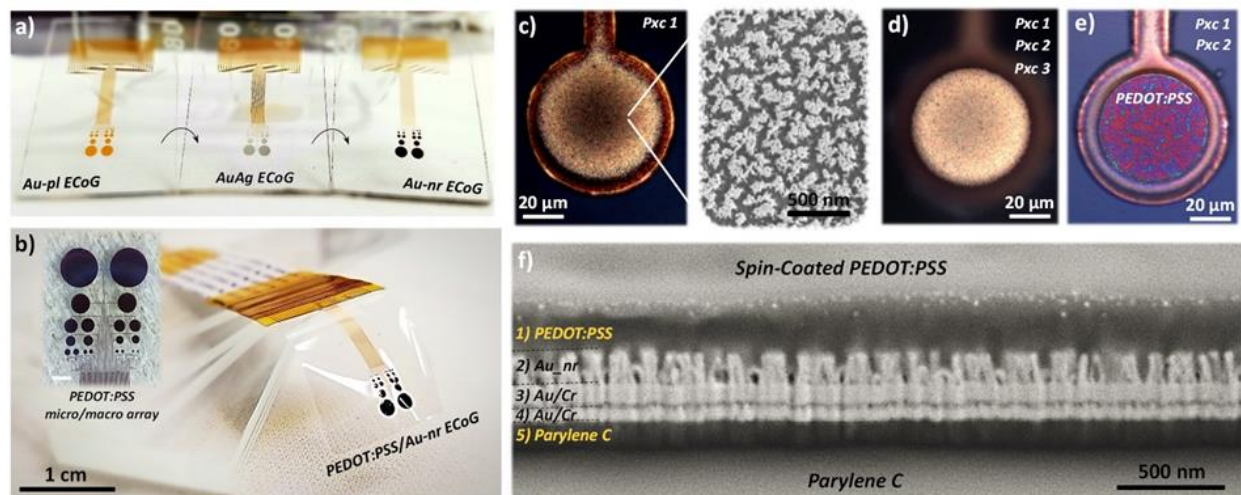 a)
80
60
40
Au-pl ECoG
AuAg ECoG
Au-nr ECoG
b)
PEDOT:PSS
micro/macro array
PEDOT:PSS/Au-nr ECoG
1 cm
c)
Pxc 1
20 µm
500 nm
d)
Pxc 1
Pxc 2
Pxc 3
20 µm
e)
Pxc 1
Pxc 2
PEDOT:PSS
20 µm
f)
Spin-Coated PEDOT:PSS
1) PEDOT:PSS
2) Au_nr
3) Au/Cr
4) Au/Cr
5) Parylene C
Parylene C
500 nm